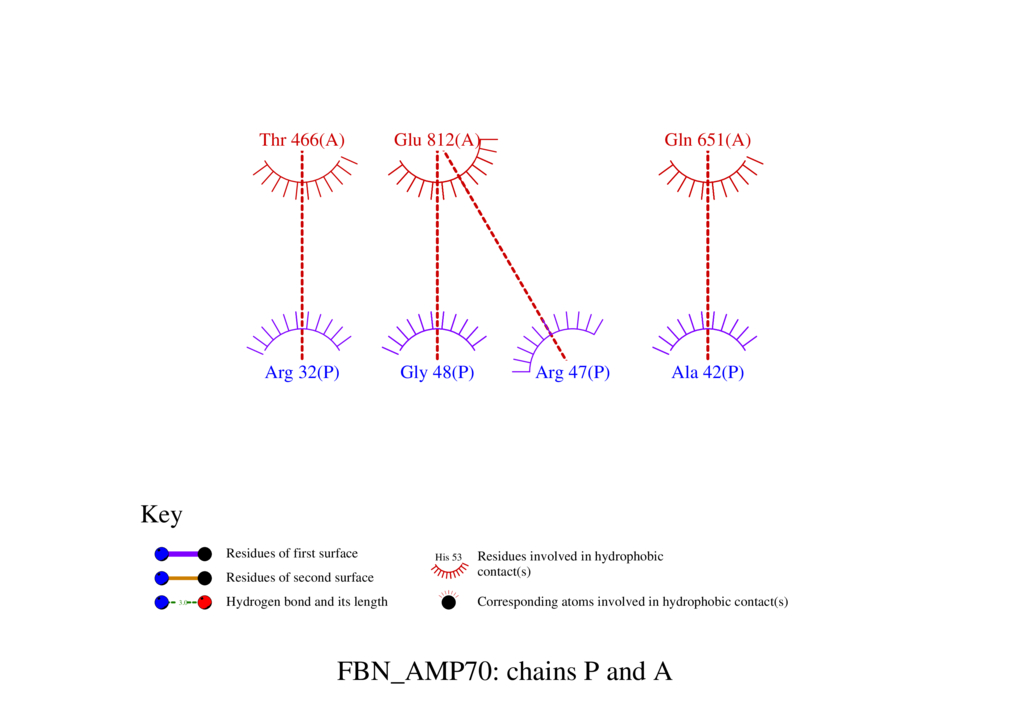 Thr 466(A) Glu 812(A) Gln 651(A)
Arg 32(P) Gly 48(P) Arg 47(P) Ala 42(P)
Key
Residues of first surface
Residues of second surface
3.0
Hydrogen bond and its length
His 53
Residues involved in hydrophobic
contact(s)
Corresponding atoms involved in hydrophobic contact(s)
FBN_AMP70: chains P and A